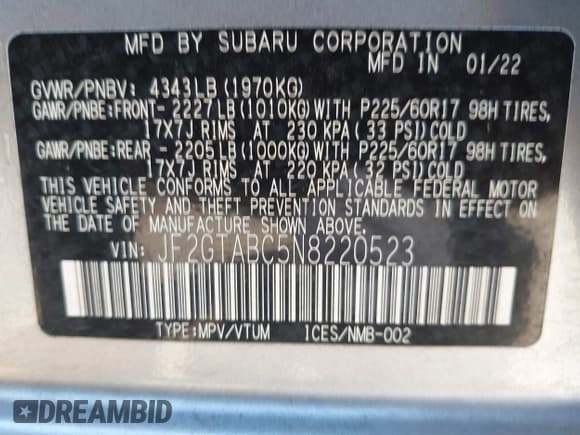 MFD BY SUBARU CORPORATION
MFD IN 01/22
GVWR/PNBV: 4343LB (1970KG)
GAWR/PNBE:FRONT- 2227LB (1010KG) WITH P225/60R17 98H TIRES,
17X7J RIMS AT 230 KPA (33 PSI) COLD
GAWR/PNBE:REAR - 2205LB (1000KG) WITH P225/60R17 98H TIRES,
17X7J RIMS AT 220 KPA (32 PSI) COLD
THIS VEHICLE CONFORMS TO ALL APPLICABLE FEDERAL MOTOR
VEHICLE SAFETY AND THEFT PREVENTION STANDARDS IN EFFECT ON
THE DATE OF MANUFACTURE SHOWN ABOVE.
VIN: JF2GTABC5N8220523
TYPE:MPV/VTUM 1CES/NMB-002
DREAMBID